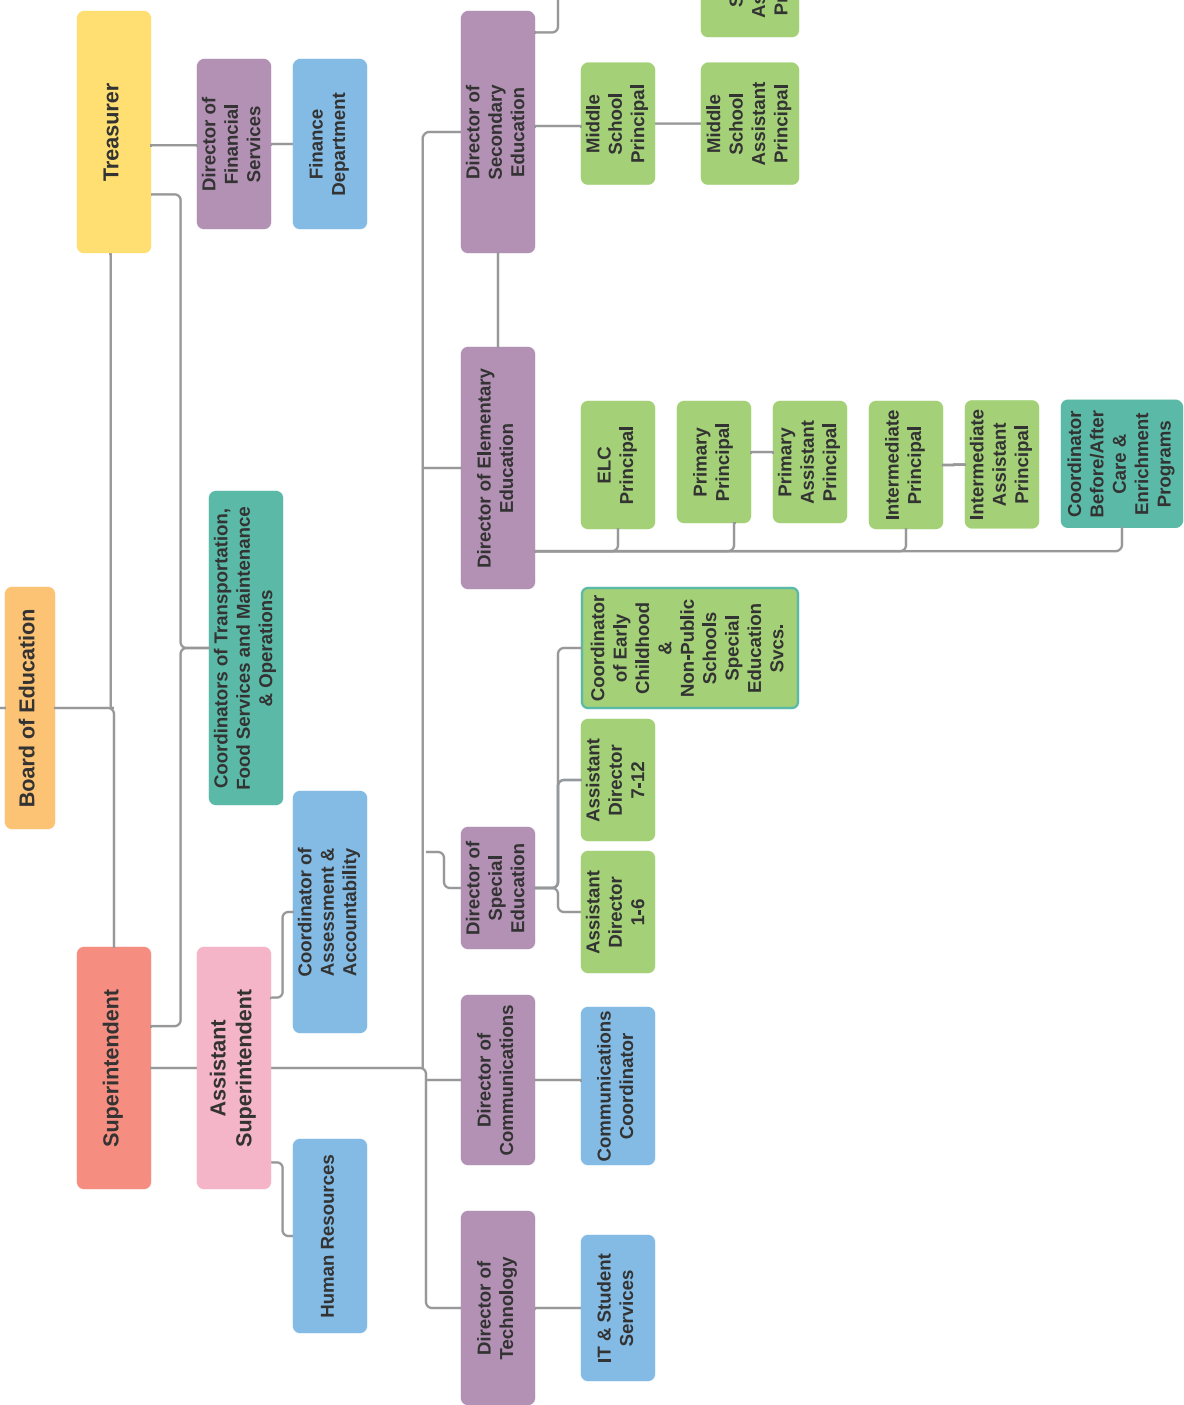 Board of Education
Superintendent
Treasurer
Assistant
Superintendent
Coordinators of Transportation,
Food Services and Maintenance
& Operations
Director of
Financial
Services
Human Resources
Coordinator of
Assessment &
Accountability
Finance
Department
Director of
Technology
Director of
Communications
Director of
Special
Education
Director of Elementary
Education
Director of
Secondary
Education
IT & Student
Services
Communications
Coordinator
Assistant
Director
1-6
Assistant
Director
7-12
Coordinator
of Early
Childhood
&
Non-Public
Schools
Special
Education
Svcs.
ELC
Principal
Primary
Principal
Primary
Assistant
Principal
Intermediate
Principal
Intermediate
Assistant
Principal
Coordinator
Before/After
Care &
Enrichment
Programs
Middle
School
Principal
Middle
School
Assistant
Principal